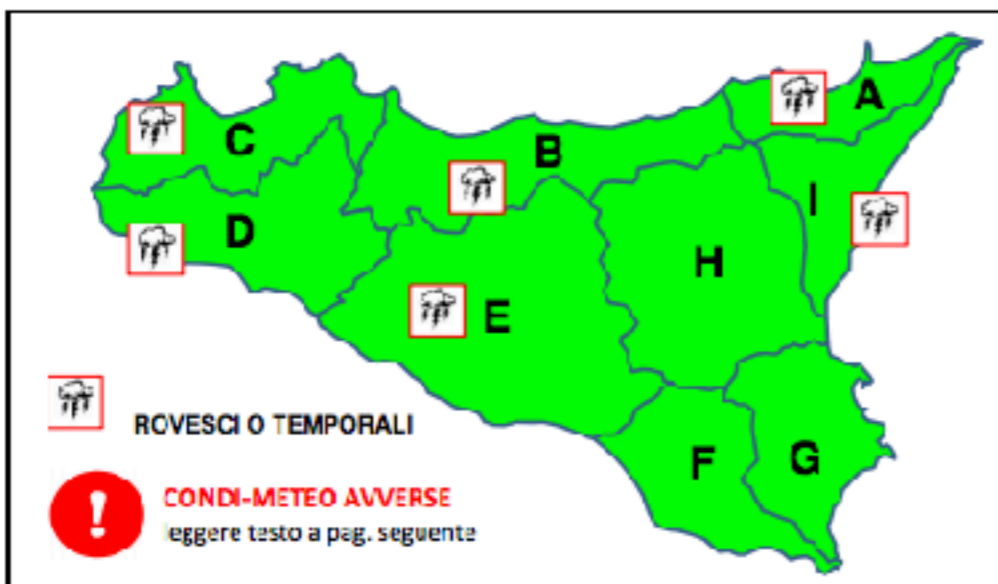 A
C
B
I
D
H
E
ROVESCI O TEMPORALI
F
G
!
CONDI-METEO AVVERSE
leggere testo a pag. seguente